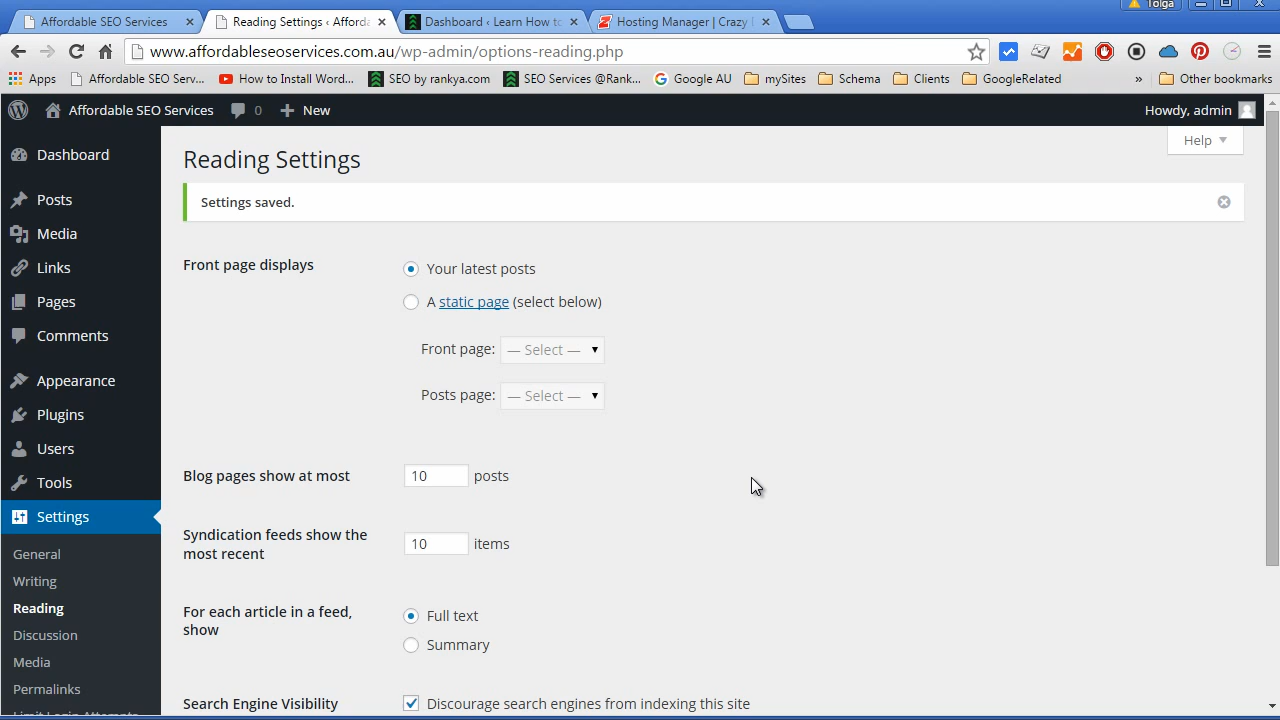 Tolga
Affordable SEO Services
Reading Settings ‹ Afforda
Dashboard ‹ Learn How to
Hosting Manager | Crazy
www.affordableseoservices.com.au/wp-admin/options-reading.php
Apps
Affordable SEO Serv...
How to Install Word...
SEO by rankya.com
SEO Services @Rank...
Google AU
mySites
Schema
Clients
GoogleRelated
»
Other bookmarks
Affordable SEO Services
0
New
Howdy, admin
Help
Dashboard
Posts
Media
Links
Pages
Comments
Appearance
Plugins
Users
Tools
Settings
General
Writing
Reading
Discussion
Media
Permalinks
Limit Login Attempts
Reading Settings
Settings saved.
Front page displays
Your latest posts
A static page (select below)
Front page: — Select —
Posts page: — Select —
Blog pages show at most
10 posts
Syndication feeds show the
most recent
10 items
For each article in a feed,
show
Full text
Summary
Search Engine Visibility
Discourage search engines from indexing this site